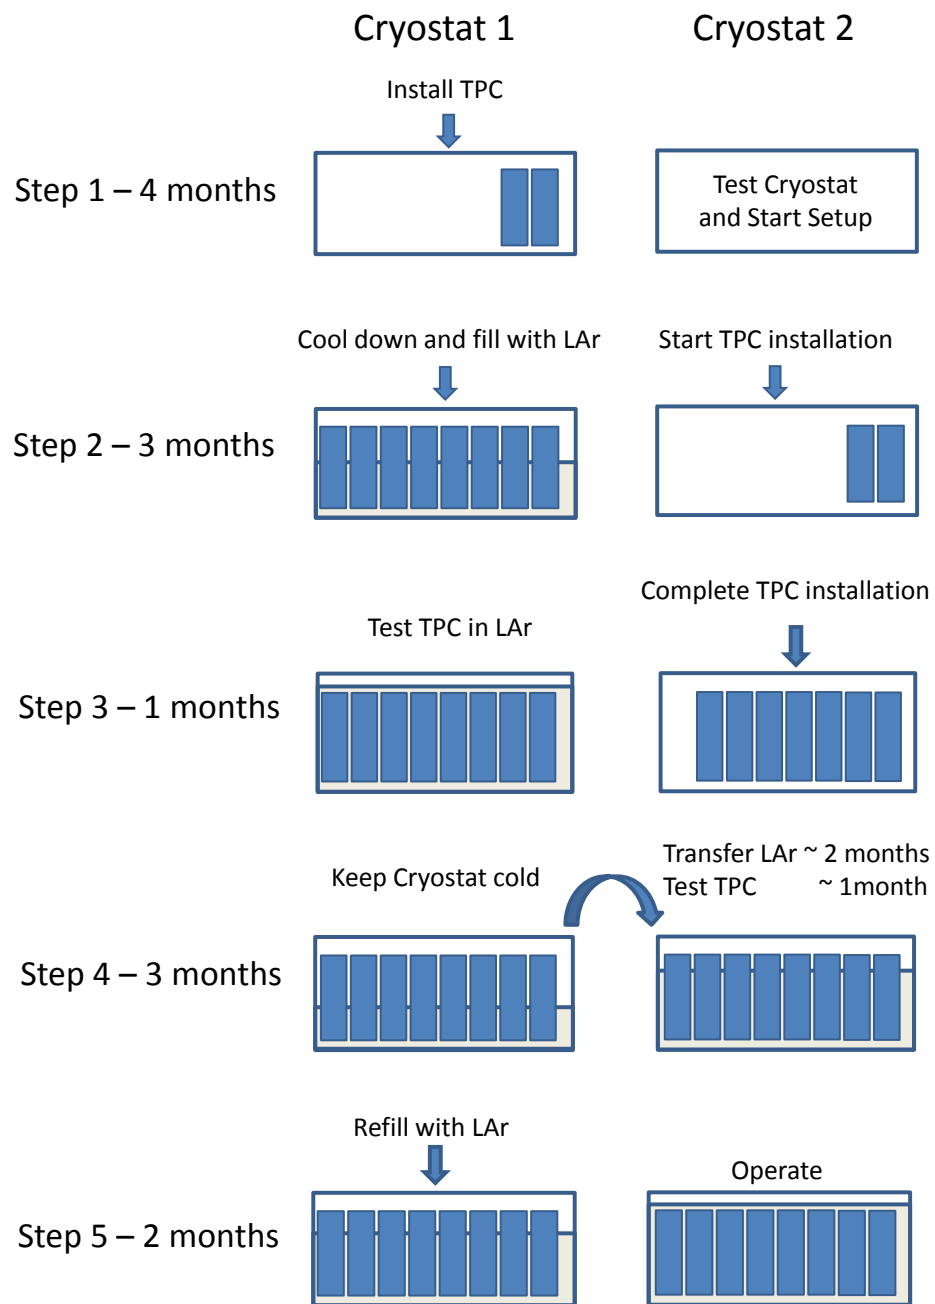 Cryostat 1
Cryostat 2
Install TPC
Step 1 – 4 months
Test Cryostat
and Start Setup
Cool down and fill with LAr
Start TPC installation
Step 2 – 3 months
Complete TPC installation
Test TPC in LAr
Step 3 – 1 months
Keep Cryostat cold
Transfer LAr ~ 2 months
Test TPC ~ 1month
Step 4 – 3 months
Refill with LAr
Operate
Step 5 – 2 months